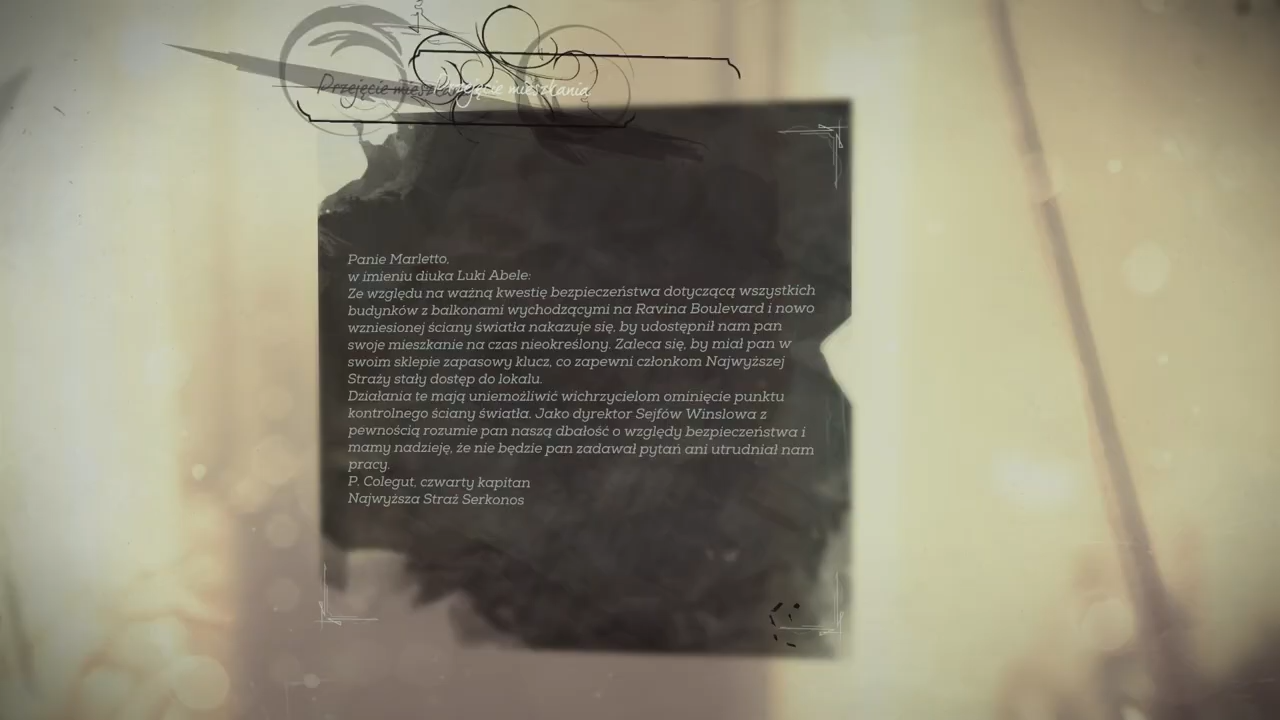 Przejęcie mieszkania
Panie Marletto,
w imieniu diuka Luki Abele:
Ze względu na ważną kwestię bezpieczeństwa dotyczącą wszystkich
budynków z balkonami wychodzącymi na Ravina Boulevard i nowo
wzniesionej ściany światła nakazuje się, by udostępnił nam pan
swoje mieszkanie na czas nieokreślony. Zaleca się, by miał pan w
swoim sklepie zapasowy klucz, co zapewni członkom Najwyższej
Straży stały dostęp do lokalu.
Działania te mają uniemożliwić wichrzycielom ominięcie punktu
kontrolnego ściany światła. Jako dyrektor Sejfów Winslowa z
pewnością rozumie pan naszą dbałość o względy bezpieczeństwa i
mamy nadzieję, że nie będzie pan zadawał pytań ani utrudniał nam
pracy.
P. Colegut, czwarty kapitan
Najwyższa Straż Serkonos